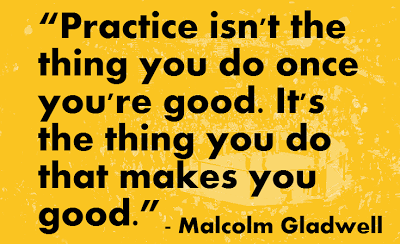 “Practice isn't the
thing you do once
you're good. It's
the thing you do
that makes you
good.” - Malcolm Gladwell